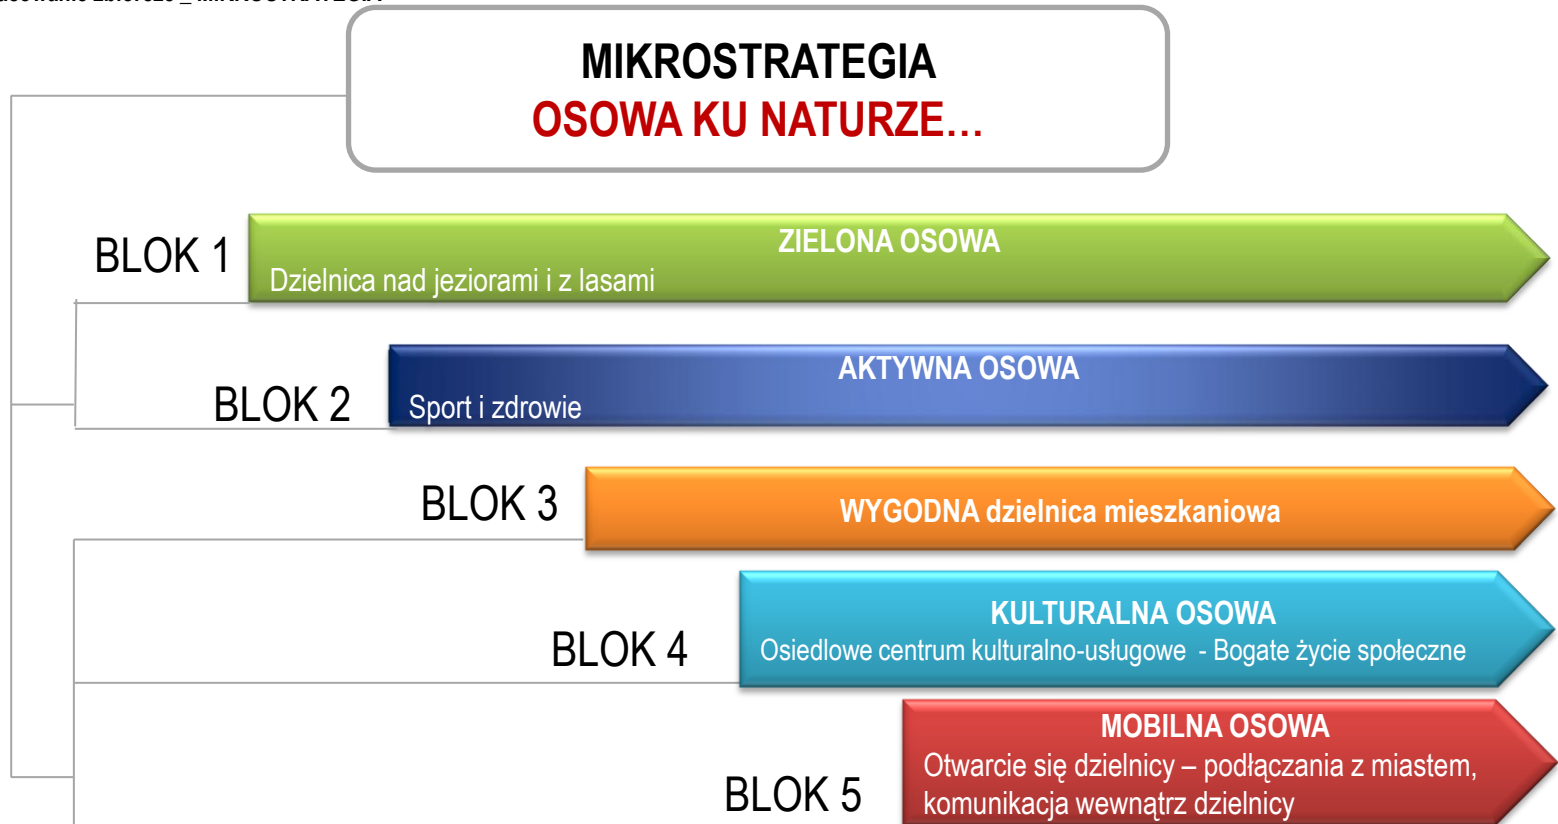 MIKROSTRATEGIA
OSOWA KU NATURZE…
BLOK 1
ZIELONA OSOWA
Dzielnica nad jeziorami i z lasami
BLOK 2
AKTYWNA OSOWA
Sport i zdrowie
BLOK 3
WYGODNA dzielnica mieszkaniowa
BLOK 4
KULTURALNA OSOWA
Osiedlowe centrum kulturalno-usługowe - Bogate życie społeczne
BLOK 5
MOBILNA OSOWA
Otwarcie się dzielnicy – podłączania z miastem,
komunikacja wewnątrz dzielnicy